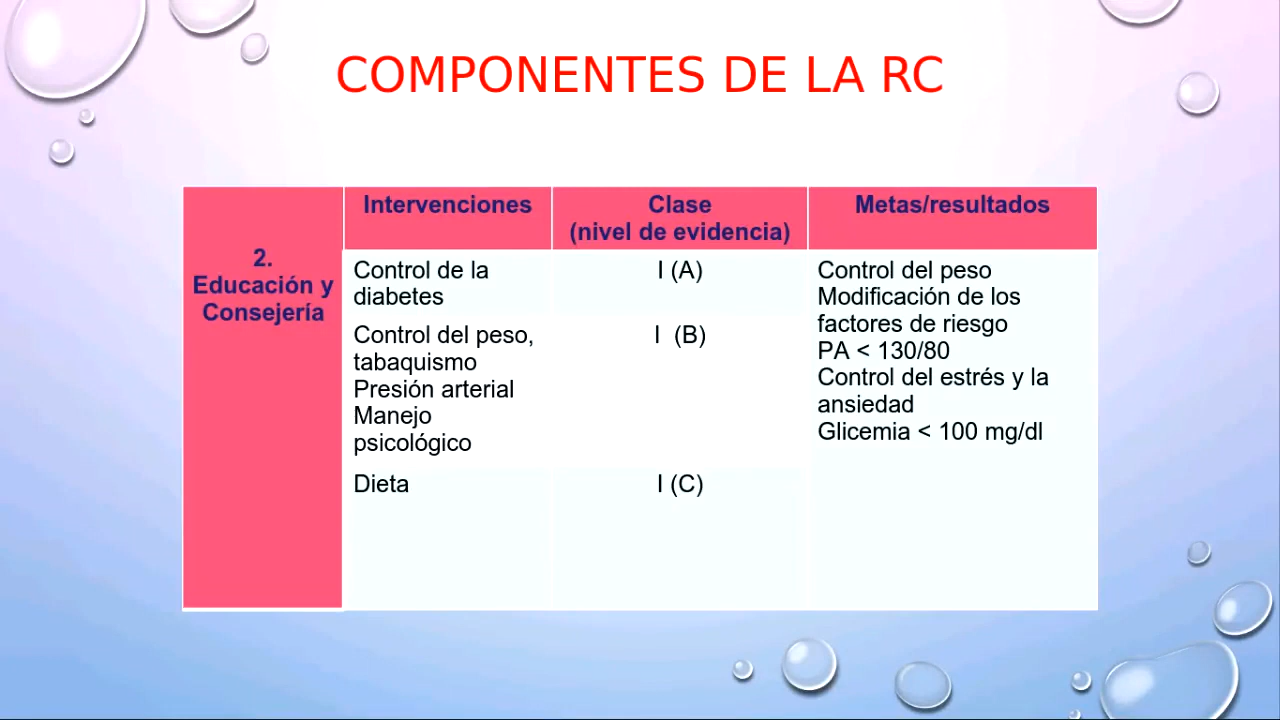 COMPONENTES DE LA RC
2.
Educación y
Consejería
Intervenciones
Clase
(nivel de evidencia)
Metas/resultados
Control de la
diabetes
I (A)
Control del peso,
tabaquismo
Presión arterial
Manejo
psicológico
I (B)
Dieta
I (C)
Control del peso
Modificación de los
factores de riesgo
PA < 130/80
Control del estrés y la
ansiedad
Glicemia < 100 mg/dl